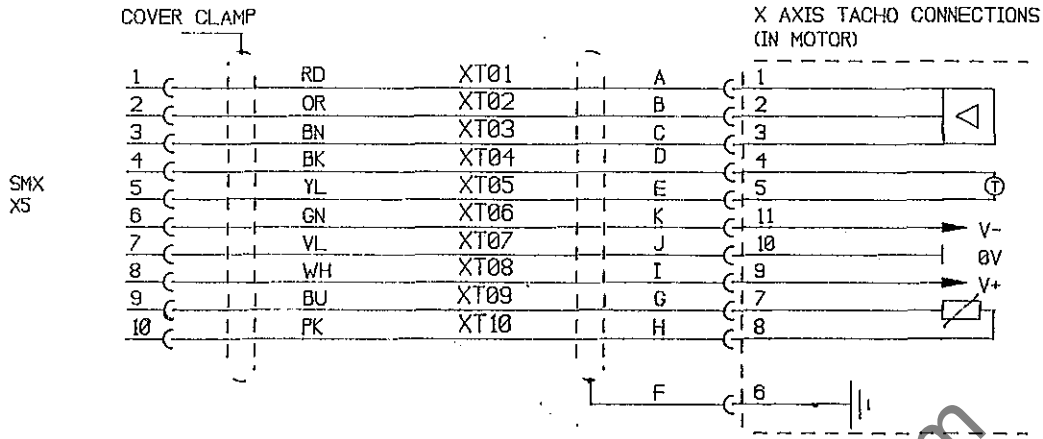 COVER CLAMP
X AXIS TACHO CONNECTIONS
(IN MOTOR)
1 RD XT01 A 1
2 OR XT02 B 2
3 BN XT03 C 3
4 BK XT04 D 4
5 YL XT05 E 5 T
6 GN XT06 K 11 V-
7 VL XT07 J 10 0V
8 WH XT08 I 9 V+
9 BU XT09 G 7
10 PK XT10 H 8
SMX
X5
F 6